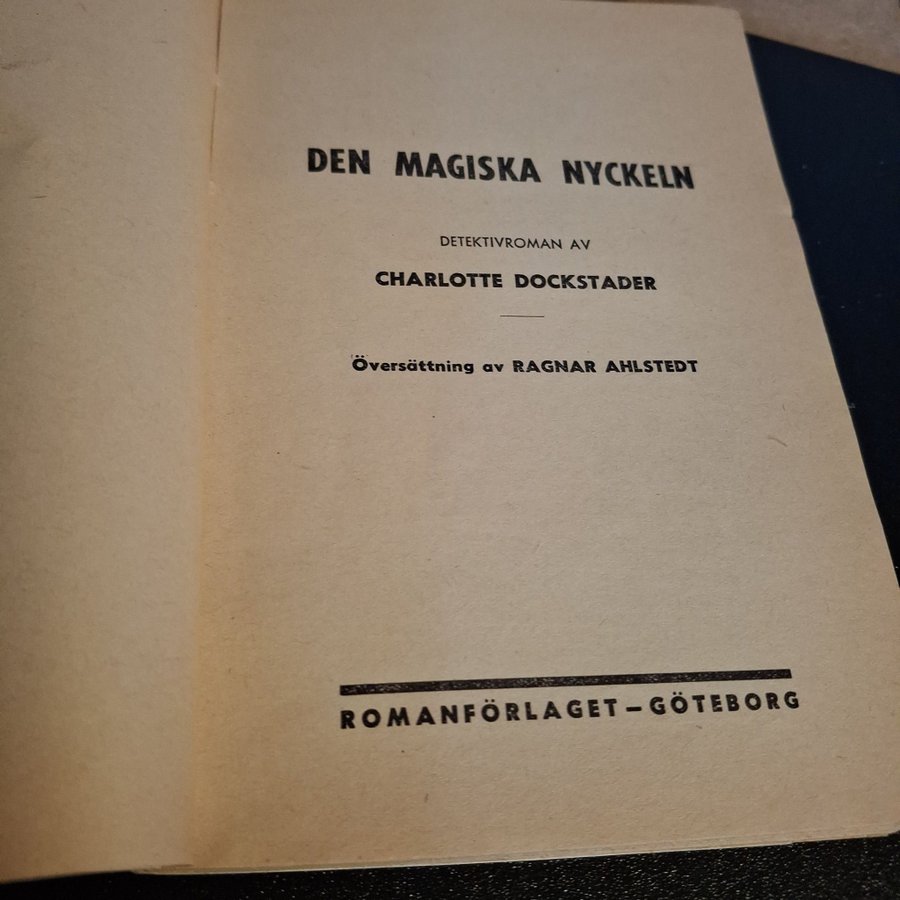 DEN MAGISKA NYCKELN
DETEKTIVROMAN AV
CHARLOTTE DOCKSTADER
Översättning av RAGNAR AHLSTEDT
ROMANFÖRLAGET – GÖTEBORG